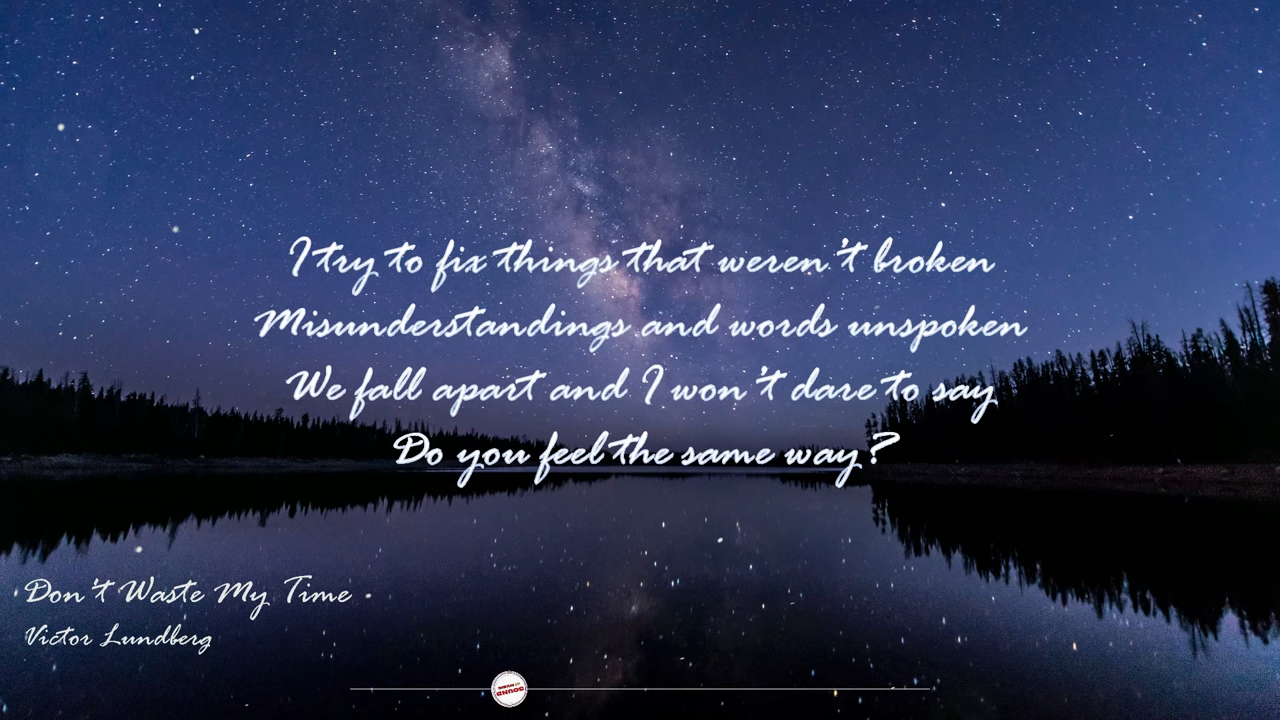 I try to fix things that weren't broken
Misunderstandings and words unspoken
We fall apart and I won't dare to say
Do you feel the same way?
Don't Waste My Time
Victor Lundberg